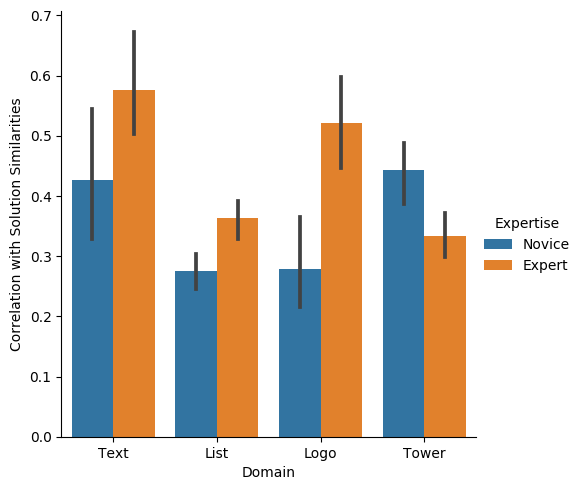 0.7
0.6
0.5
0.4
0.3
0.2
0.1
0.0
Correlation with Solution Similarities
Text List Logo Tower
Domain
Expertise
Novice
Expert